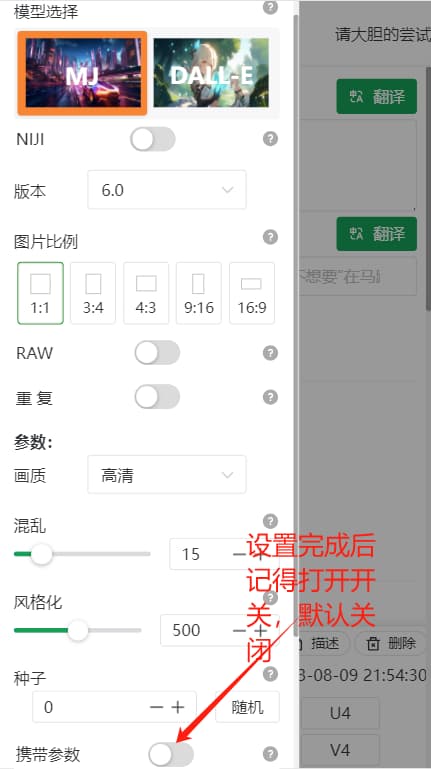 模型选择
请大胆的尝试
MJ
DALL-E
翻译
NIJI
版本
6.0
翻译
图片比例
不想要"在马
1:1
3:4
4:3
9:16
16:9
RAW
重 复
参数：
画质
高清
混乱
15
设置完成后
记得打开开
关，默认关
闭
风格化
500
描述
删除
3-08-09 21:54:30
种子
0
随机
U4
携带参数
V4